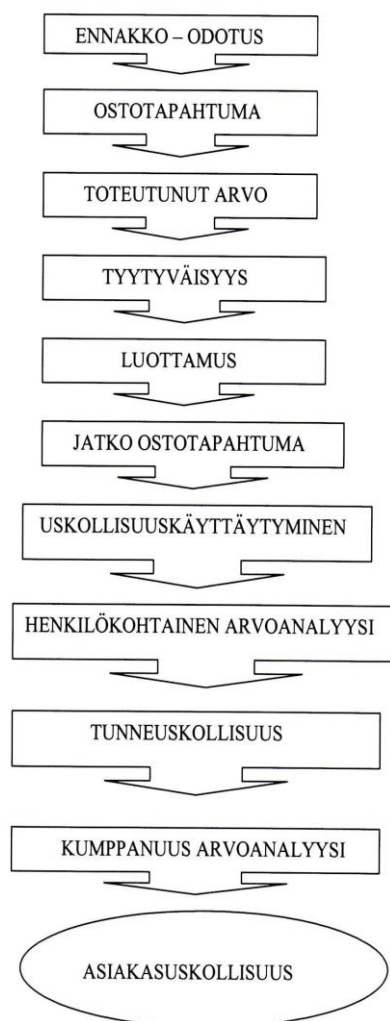 ENNAKKO – ODOTUS
OSTOTAPAHTUMA
TOTEUTUNUT ARVO
TYYTYVÄISYYS
LUOTTAMUS
JATKO OSTOTAPAHTUMA
USKOLLISUUSKÄYTTÄYTYMINEN
HENKILÖKOHTAINEN ARVOANALYYSI
TUNNEUSKOLLISUUS
KUMPPANUUS ARVOANALYYSI
ASIAKASUSKOLLISUUS